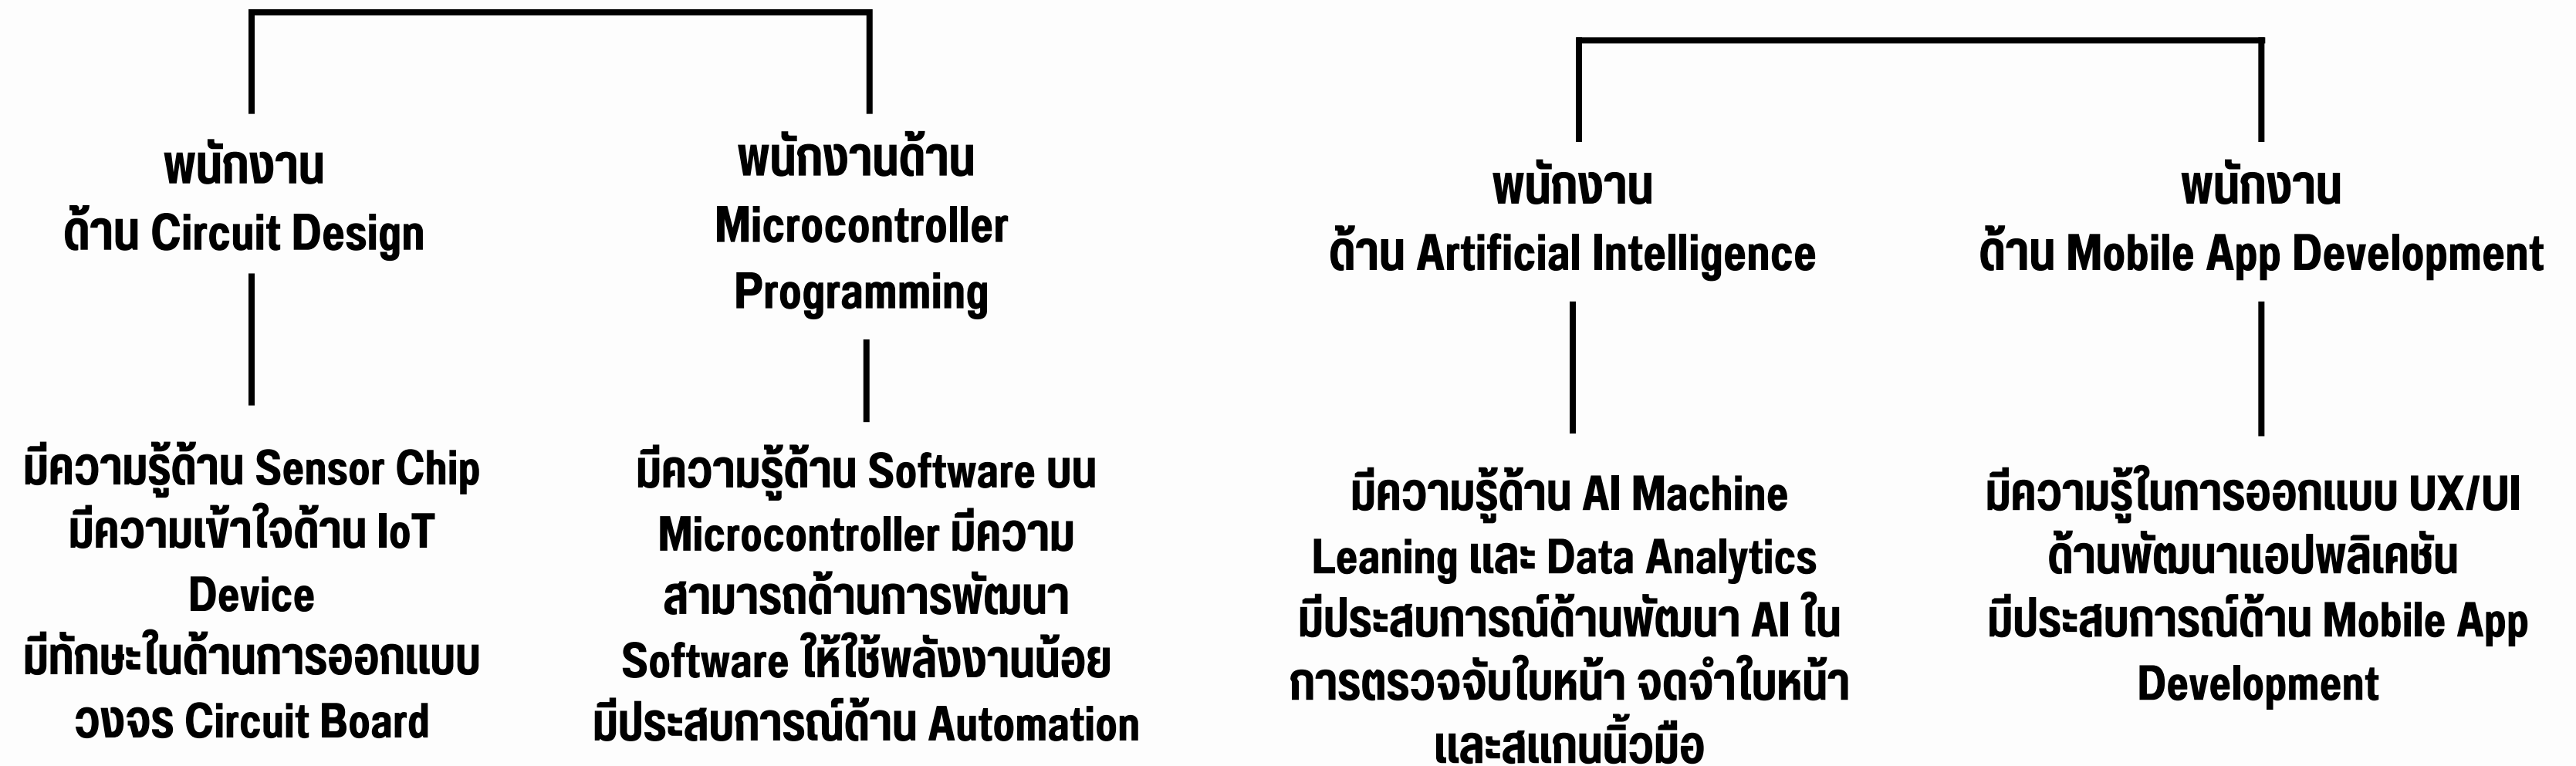 พนักงาน
ด้าน Circuit Design
มีความรู้ด้าน Sensor Chip
มีความเข้าใจด้าน IoT
Device
มีทักษะในด้านการออกแบบ
วงจร Circuit Board
พนักงานด้าน
Microcontroller
Programming
มีความรู้ด้าน Software บน
Microcontroller มีความ
สามารถด้านการพัฒนา
Software ให้ใช้พลังงานน้อย
มีประสบการณ์ด้าน Automation
พนักงาน
ด้าน Artificial Intelligence
มีความรู้ด้าน AI Machine
Leaning และ Data Analytics
มีประสบการณ์ด้านพัฒนา AI ใน
การตรวจจับใบหน้า จดจำใบหน้า
และสแกนนิ้วมือ
พนักงาน
ด้าน Mobile App Development
มีความรู้ในการออกแบบ UX/UI
ด้านพัฒนาแอปพลิเคชัน
มีประสบการณ์ด้าน Mobile App
Development